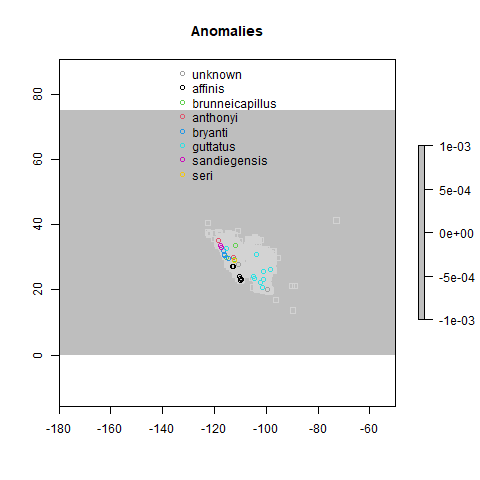 Anomalies
unknown
affinis
brunneicapillus
anthonyi
bryanti
guttatus
sandiegensis
seri
80
60
40
20
0
-180
-160
-140
-120
-100
-80
-60
1e-03
5e-04
0e+00
-5e-04
-1e-03